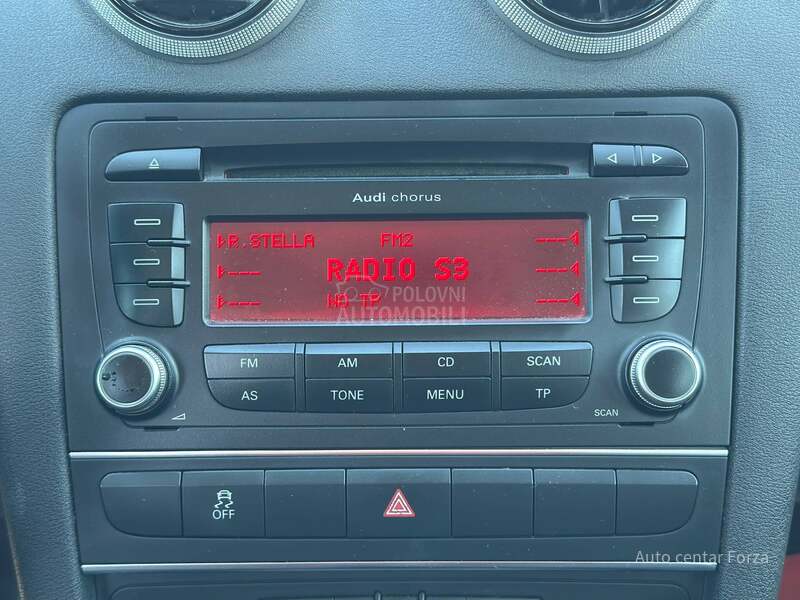 Audi chorus
R.STELLA FM2 ---
--- RADIO S3 ---
--- NO TP ---
POLOVNI
AUTOMOBILI
FM AM CD SCAN
AS TONE MENU TP
SCAN
OFF
Auto centar Forza